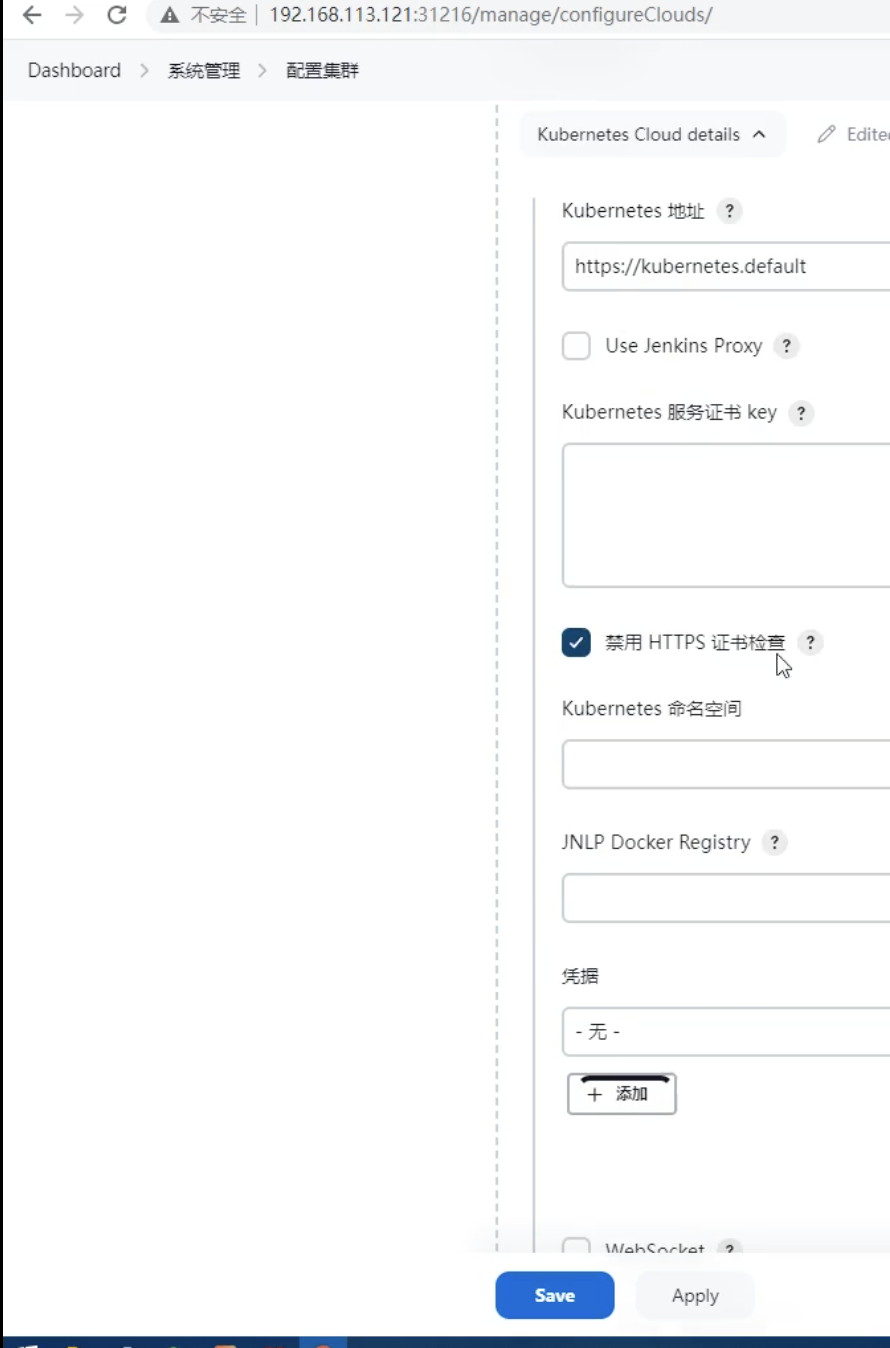 不安全 | 192.168.113.121:31216/manage/configureClouds/
Dashboard > 系统管理 > 配置集群
Kubernetes Cloud details
Kubernetes 地址 ?
https://kubernetes.default
Use Jenkins Proxy ?
Kubernetes 服务证书 key ?
禁用 HTTPS 证书检查 ?
Kubernetes 命名空间
JNLP Docker Registry ?
凭据
- 无 -
+ 添加
WebSocket ?
Save Apply